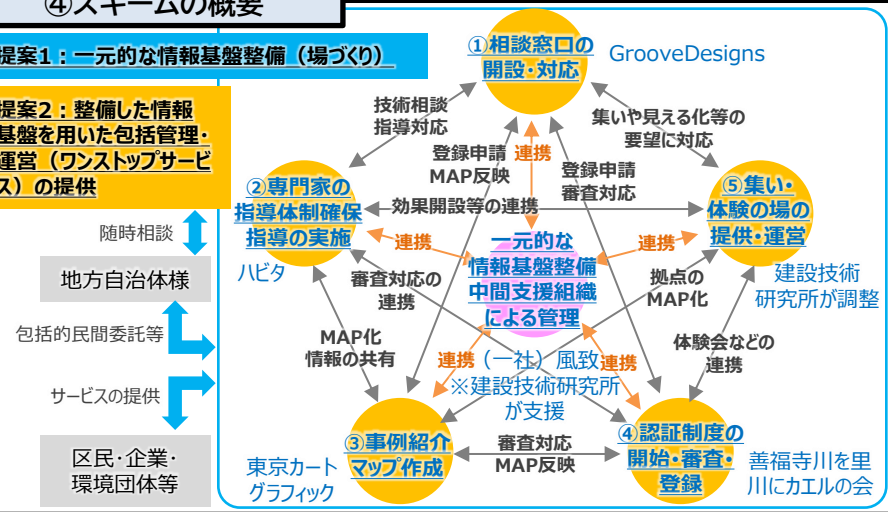 ④スキームの概要
提案1：一元的な情報基盤整備（場づくり）
提案2：整備した情報
基盤を用いた包括管理・
運営（ワンストップサービ
ス）の提供
随時相談
地方自治体様
包括的民間委託等
サービスの提供
区民・企業・
環境団体等
①相談窓口の
開設・対応
GrooveDesigns
技術相談
指導対応
集いや見える化等の
要望に対応
登録申請
MAP反映
連携
登録申請
審査対応
②専門家の
指導体制確保
指導の実施
ハビタ
効果開設等の連携
⑤集い・
体験の場の
提供・運営
建設技術
研究所が調整
連携
連携
一元的な
情報基盤整備
中間支援組織
による管理
審査対応の
連携
拠点の
MAP化
MAP化
情報の共有
体験会などの
連携
連携
（一社）風致
※建設技術研究所
が支援
連携
③事例紹介
マップ作成
東京カート
グラフィック
審査対応
MAP反映
④認証制度の
開始・審査・
登録
善福寺川を里
川にカエルの会